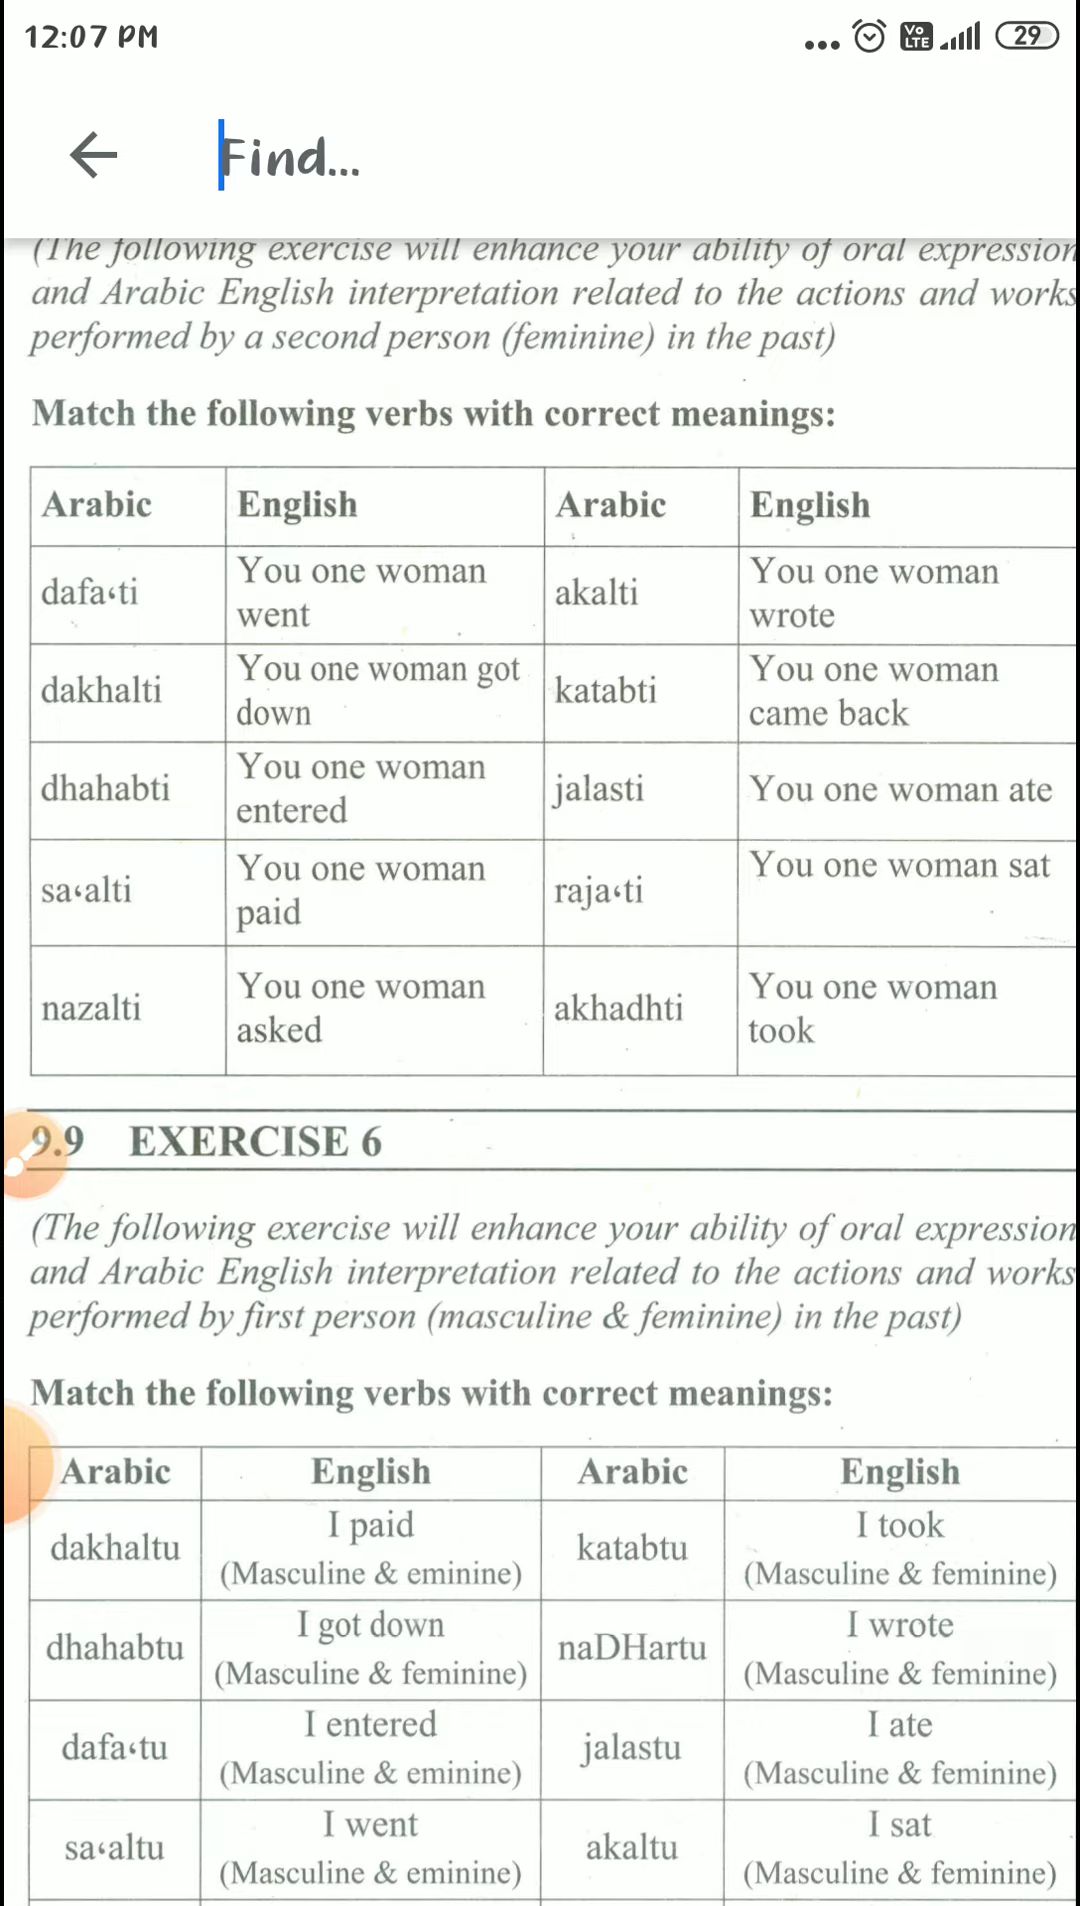 12:07 PM
Vo LTE
29
Find...
(The following exercise will enhance your ability of oral expression
and Arabic English interpretation related to the actions and works
performed by a second person (feminine) in the past)
Match the following verbs with correct meanings:
Arabic English Arabic English
dafa‘ti You one woman went akalti You one woman wrote
dakhalti You one woman got down katabti You one woman came back
dhahabti You one woman entered jalasti You one woman ate
sa‘alti You one woman paid raja‘ti You one woman sat
nazalti You one woman asked akhadhti You one woman took
9.9 EXERCISE 6
(The following exercise will enhance your ability of oral expression
and Arabic English interpretation related to the actions and works
performed by first person (masculine & feminine) in the past)
Match the following verbs with correct meanings:
Arabic English Arabic English
dakhaltu I paid (Masculine & eminine) katabtu I took (Masculine & feminine)
dhahabtu I got down (Masculine & feminine) naDHartu I wrote (Masculine & feminine)
dafa‘tu I entered (Masculine & eminine) jalastu I ate (Masculine & feminine)
sa‘altu I went (Masculine & eminine) akaltu I sat (Masculine & feminine)